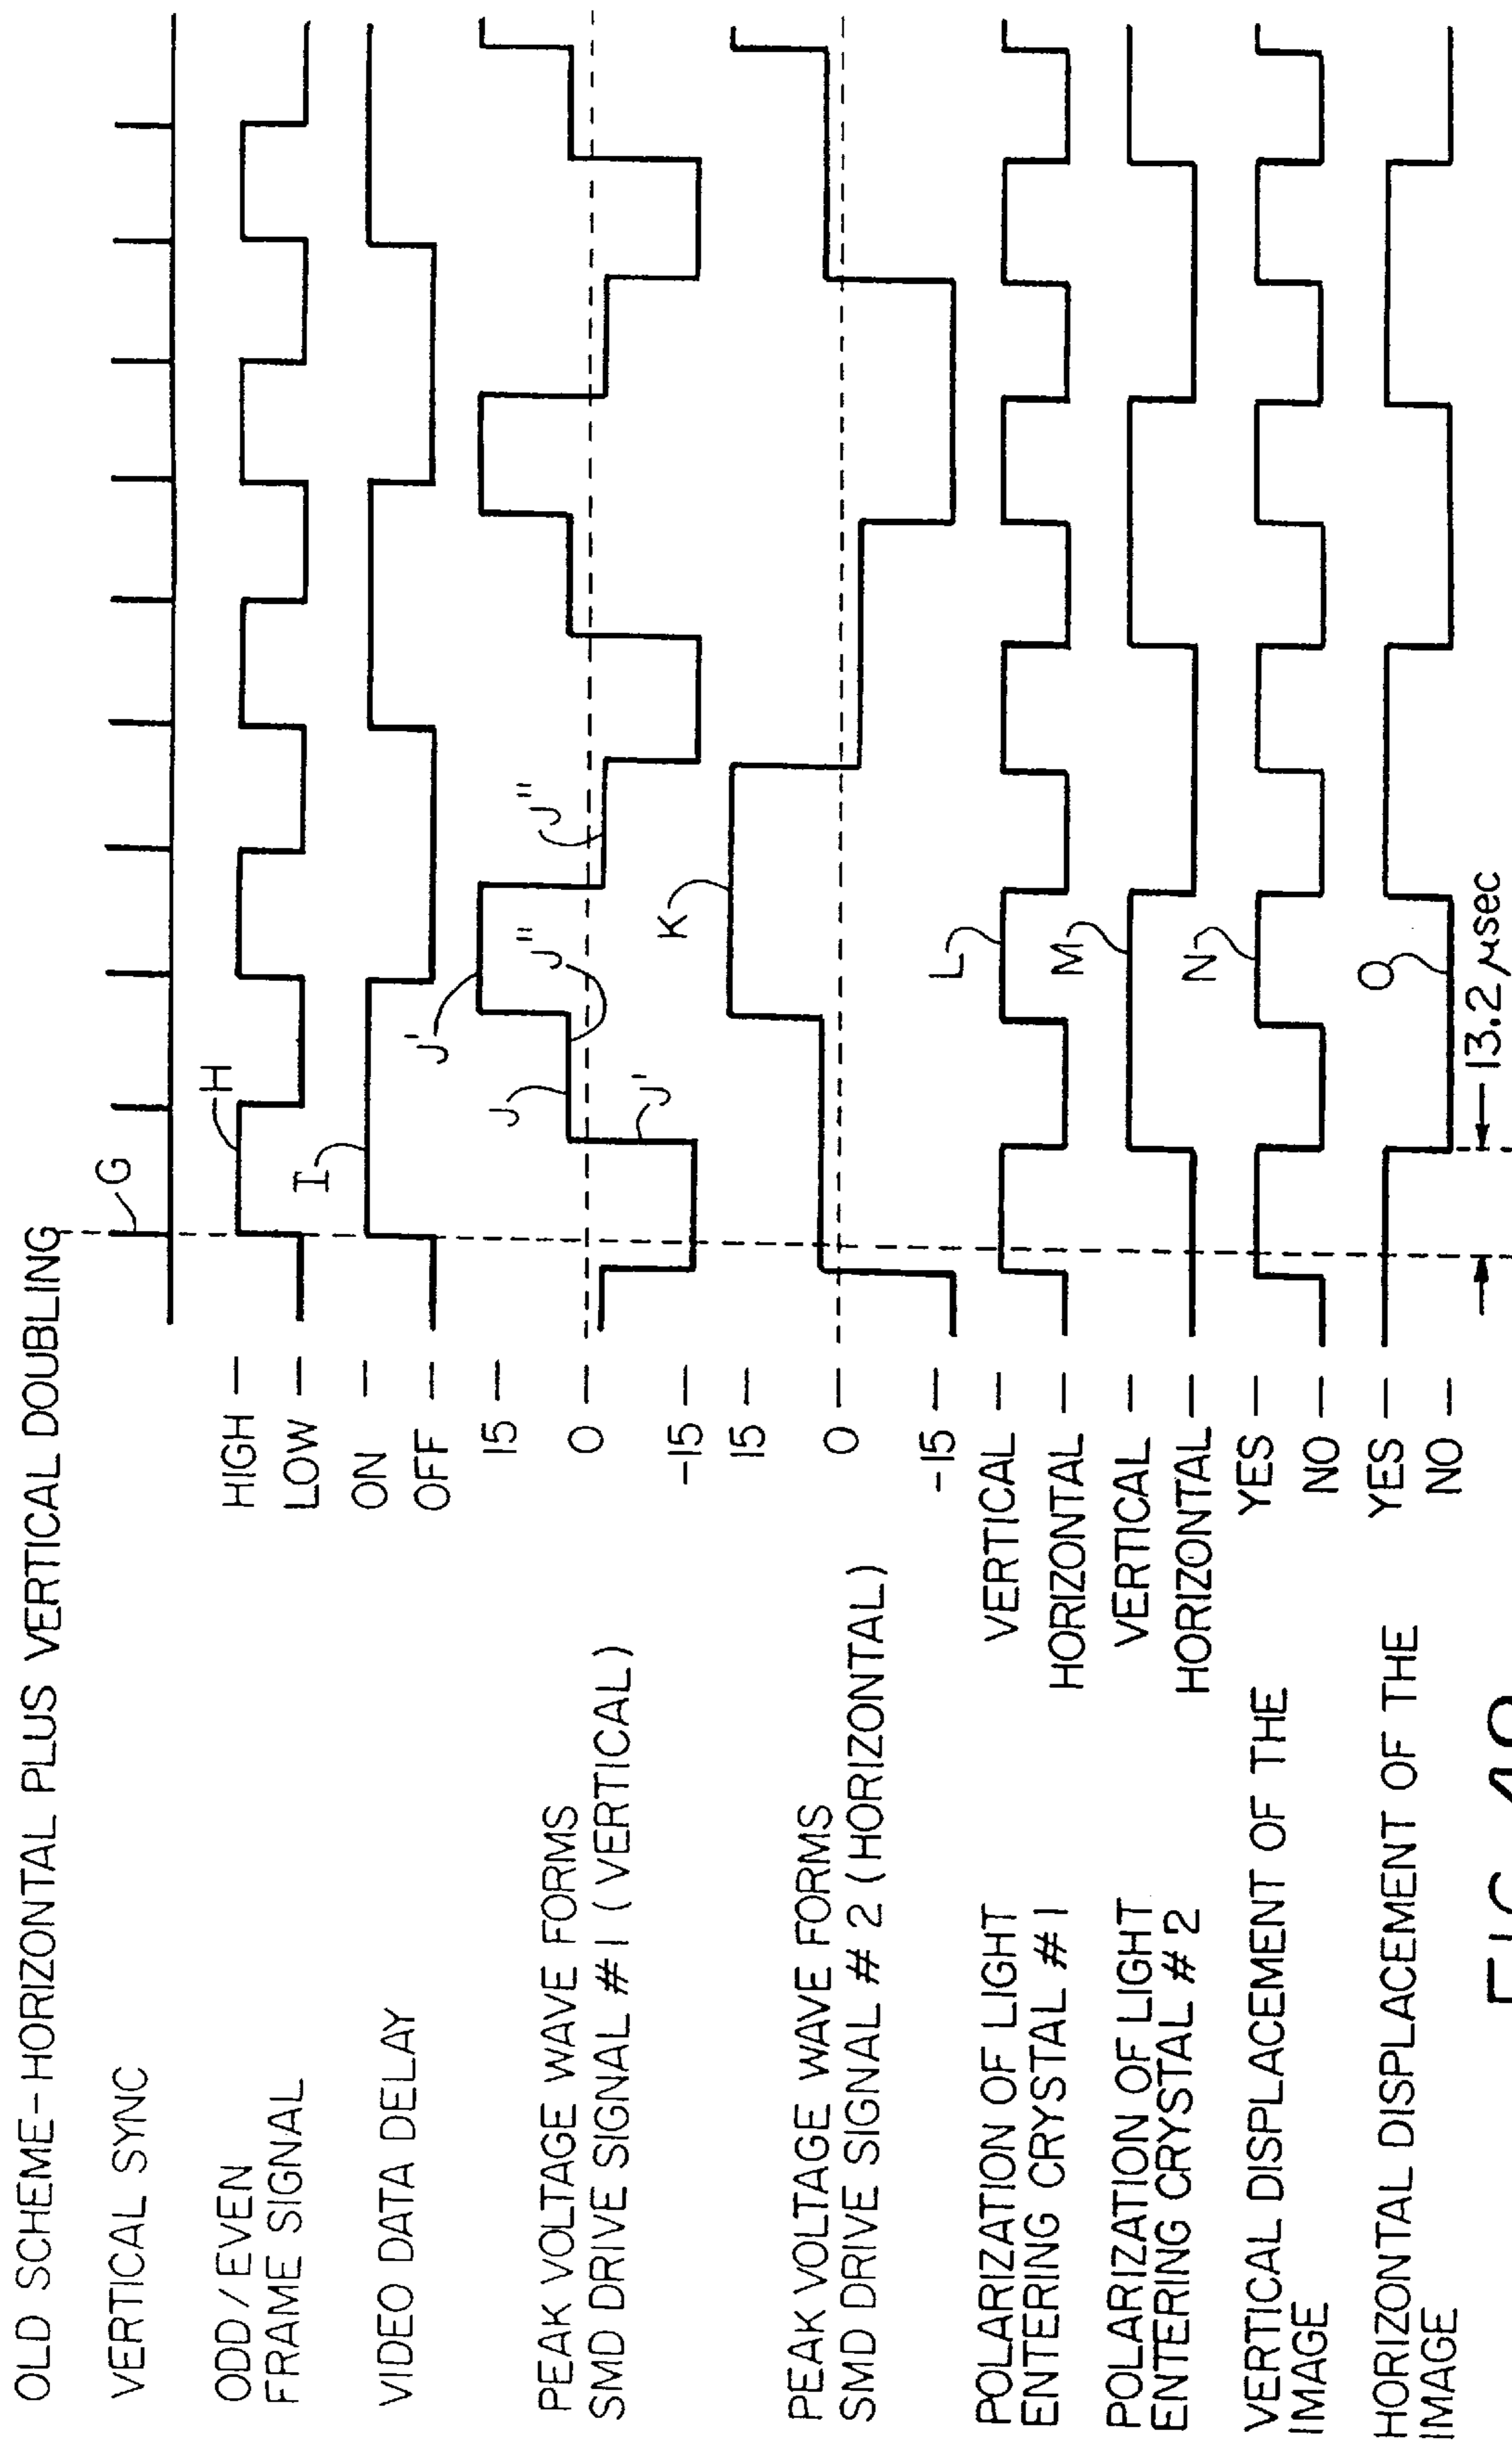 OLD SCHEME-HORIZONTAL PLUS VERTICAL DOUBLING
VERTICAL SYNC
G
ODD/EVEN
FRAME SIGNAL
HIGH
LOW
H
VIDEO DATA DELAY
ON
OFF
I
PEAK VOLTAGE WAVE FORMS
SMD DRIVE SIGNAL #1 (VERTICAL)
15
0
-15
J
J'
J'
J"
J"
PEAK VOLTAGE WAVE FORMS
SMD DRIVE SIGNAL #2 (HORIZONTAL)
15
0
-15
K
POLARIZATION OF LIGHT
ENTERING CRYSTAL #1
VERTICAL
HORIZONTAL
L
POLARIZATION OF LIGHT
ENTERING CRYSTAL #2
VERTICAL
HORIZONTAL
M
VERTICAL DISPLACEMENT OF THE
IMAGE
YES
NO
N
HORIZONTAL DISPLACEMENT OF THE
IMAGE
YES
NO
O
13.2 μsec